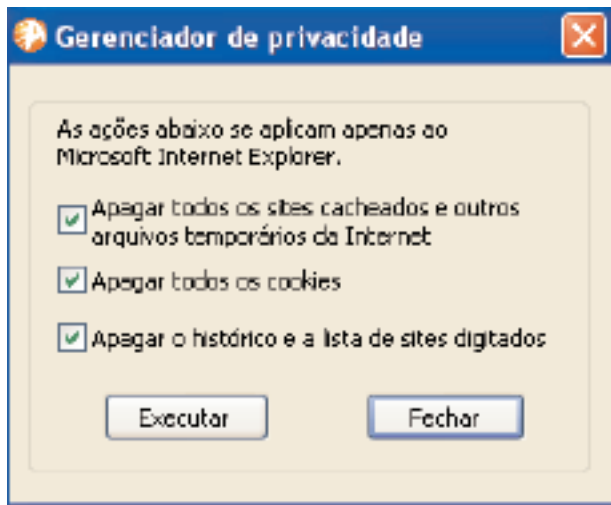 Gerenciador de privacidade
As ações abaixo se aplicam apenas ao
Microsoft Internet Explorer.
Apagar todos os sites cacheados e outros
arquivos temporários da Internet
Apagar todos os cookies
Apagar o histórico e a lista de sites digitados
Executar
Fechar